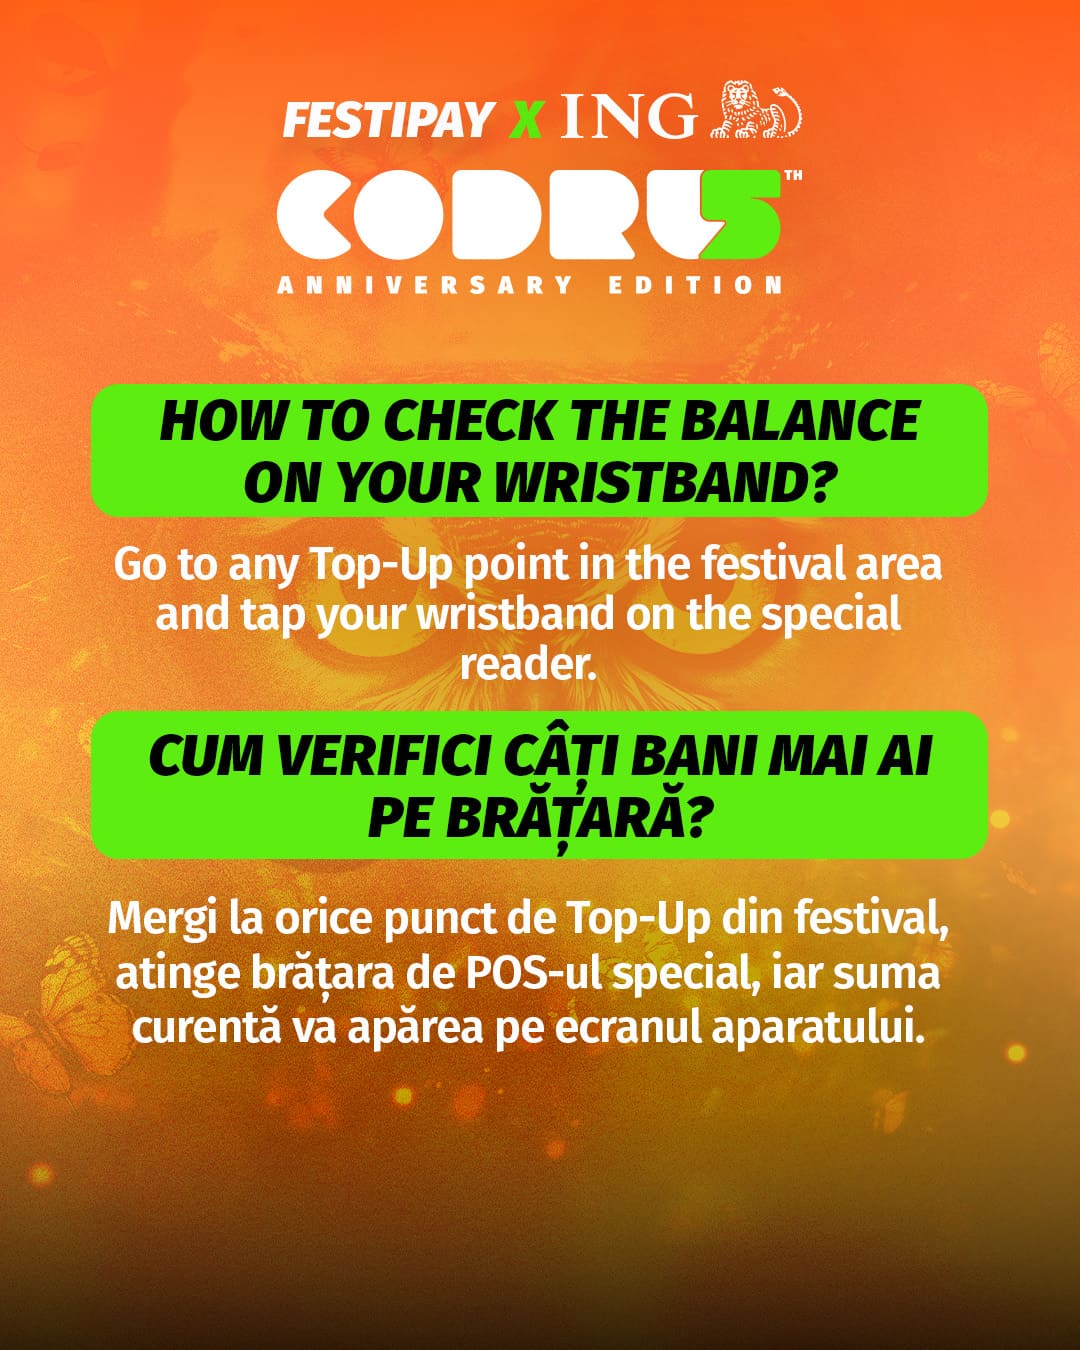 FESTIPAY X ING
CODRU5TH
ANNIVERSARY EDITION
HOW TO CHECK THE BALANCE
ON YOUR WRISTBAND?
Go to any Top-Up point in the festival area
and tap your wristband on the special
reader.
CUM VERIFICI CÂȚI BANI MAI AI
PE BRĂȚARĂ?
Mergi la orice punct de Top-Up din festival,
atinge brățara de POS-ul special, iar suma
curentă va apărea pe ecranul aparatului.